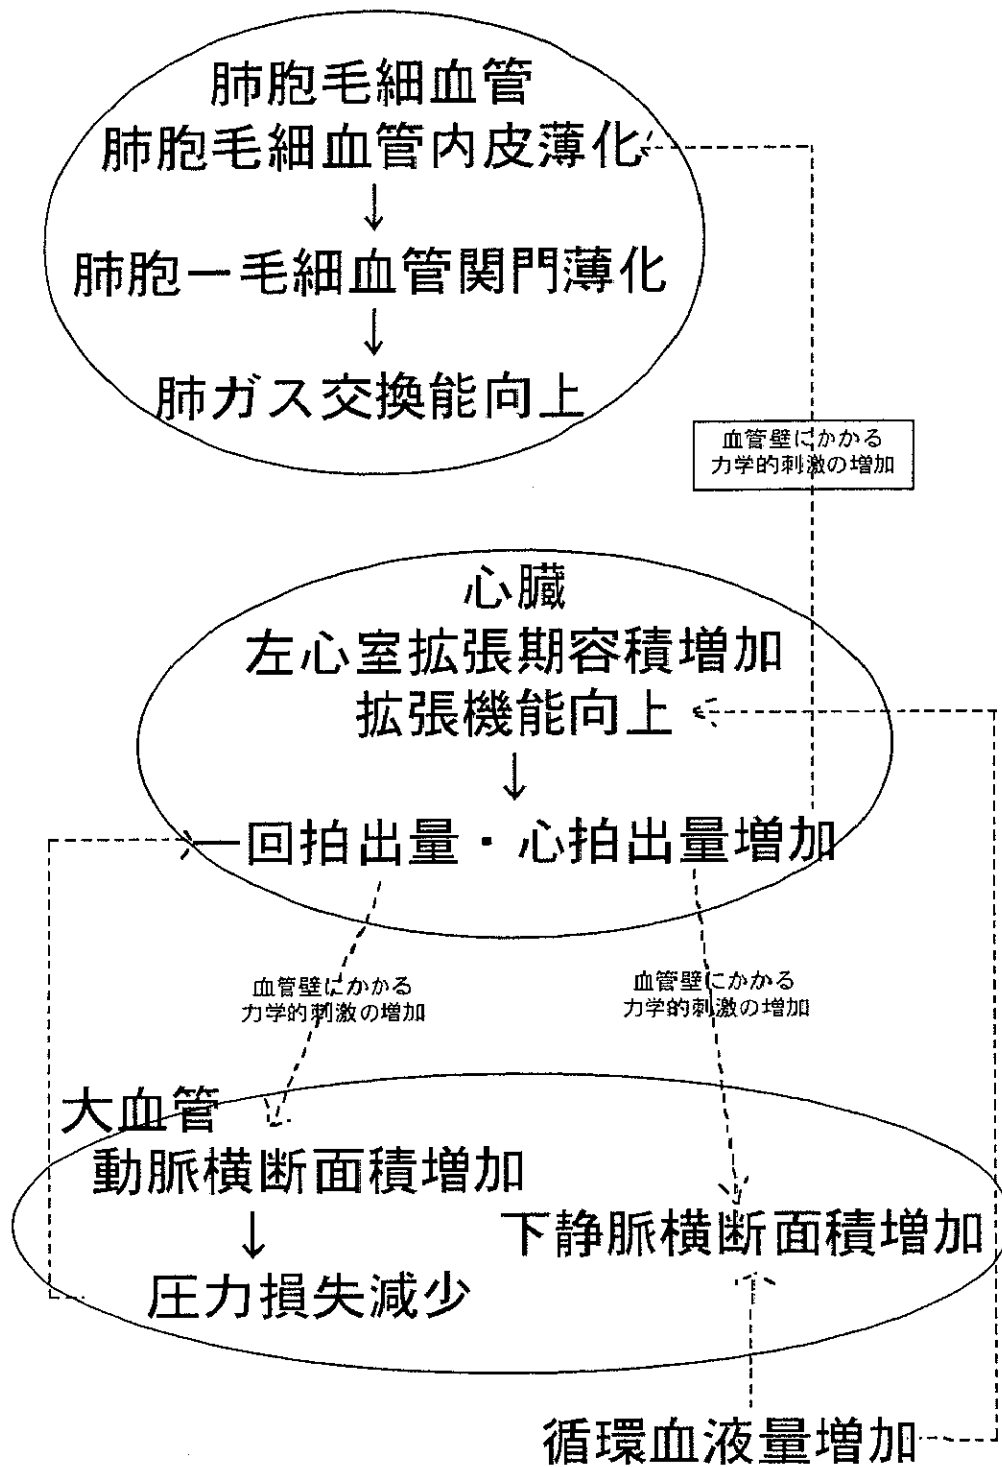 肺胞毛細血管
肺胞毛細血管内皮薄化
↓
肺胞ー毛細血管関門薄化
↓
肺ガス交換能向上
血管壁にかかる
力学的刺激の増加
心臓
左心室拡張期容積増加
拡張機能向上
↓
一回拍出量・心拍出量増加
血管壁にかかる
力学的刺激の増加
血管壁にかかる
力学的刺激の増加
大血管
動脈横断面積増加
↓
下静脈横断面積増加
圧力損失減少
循環血液量増加